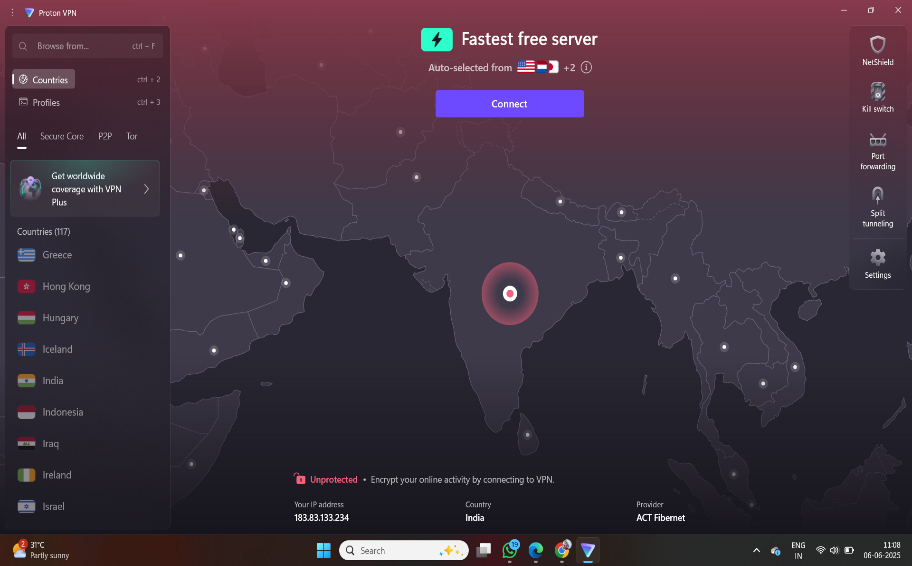 Proton VPN
Browse from...
ctrl + F
Countries
ctrl + 2
Profiles
ctrl + 3
All
Secure Core
P2P
Tor
Get worldwide
coverage with VPN
Plus
Countries (117)
Greece
Hong Kong
Hungary
Iceland
India
Indonesia
Iraq
Ireland
Israel
Fastest free server
Auto-selected from
+2
Connect
NetShield
Kill switch
Port
forwarding
Split
tunneling
Settings
Unprotected • Encrypt your online activity by connecting to VPN.
Your IP address
183.83.133.234
Country
India
Provider
ACT Fibernet
2
31°C
Partly sunny
Search
19
ENG
IN
11:08
06-06-2025